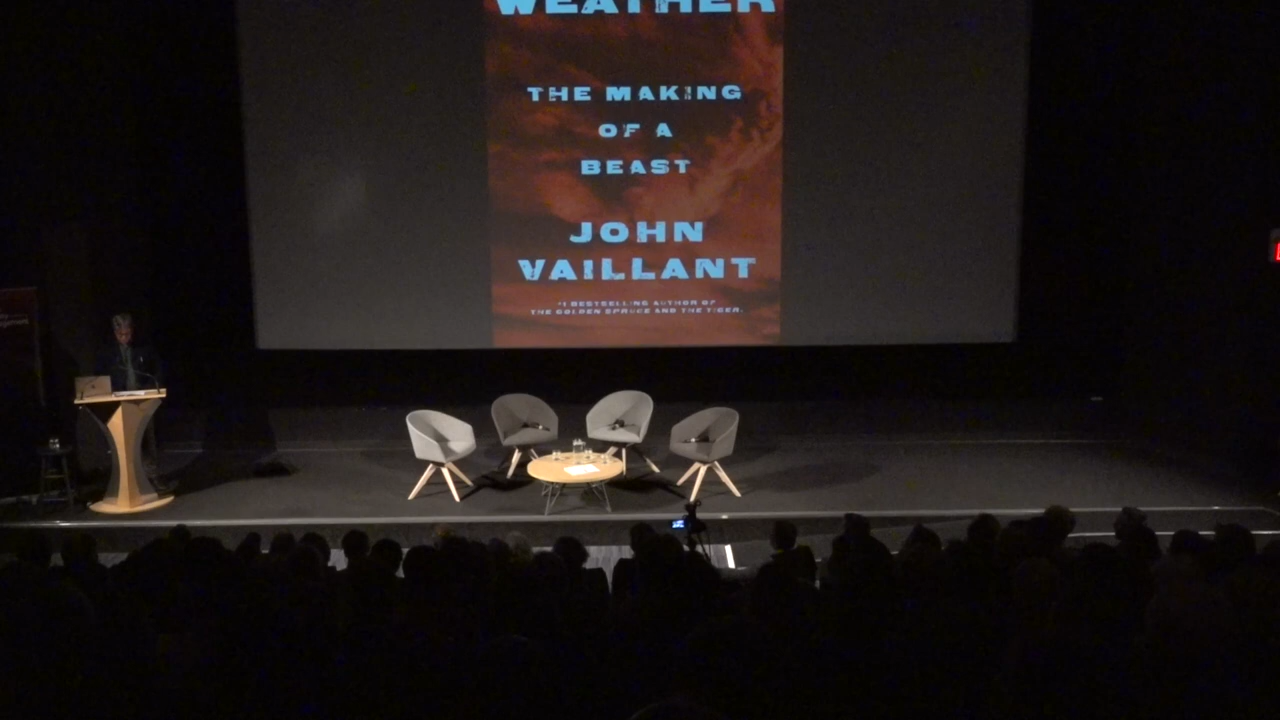 WEATHER
THE MAKING
OF A
BEAST
JOHN
VAILLANT
#1 BESTSELLING AUTHOR OF
THE GOLDEN SPRUCE AND THE TIGER.